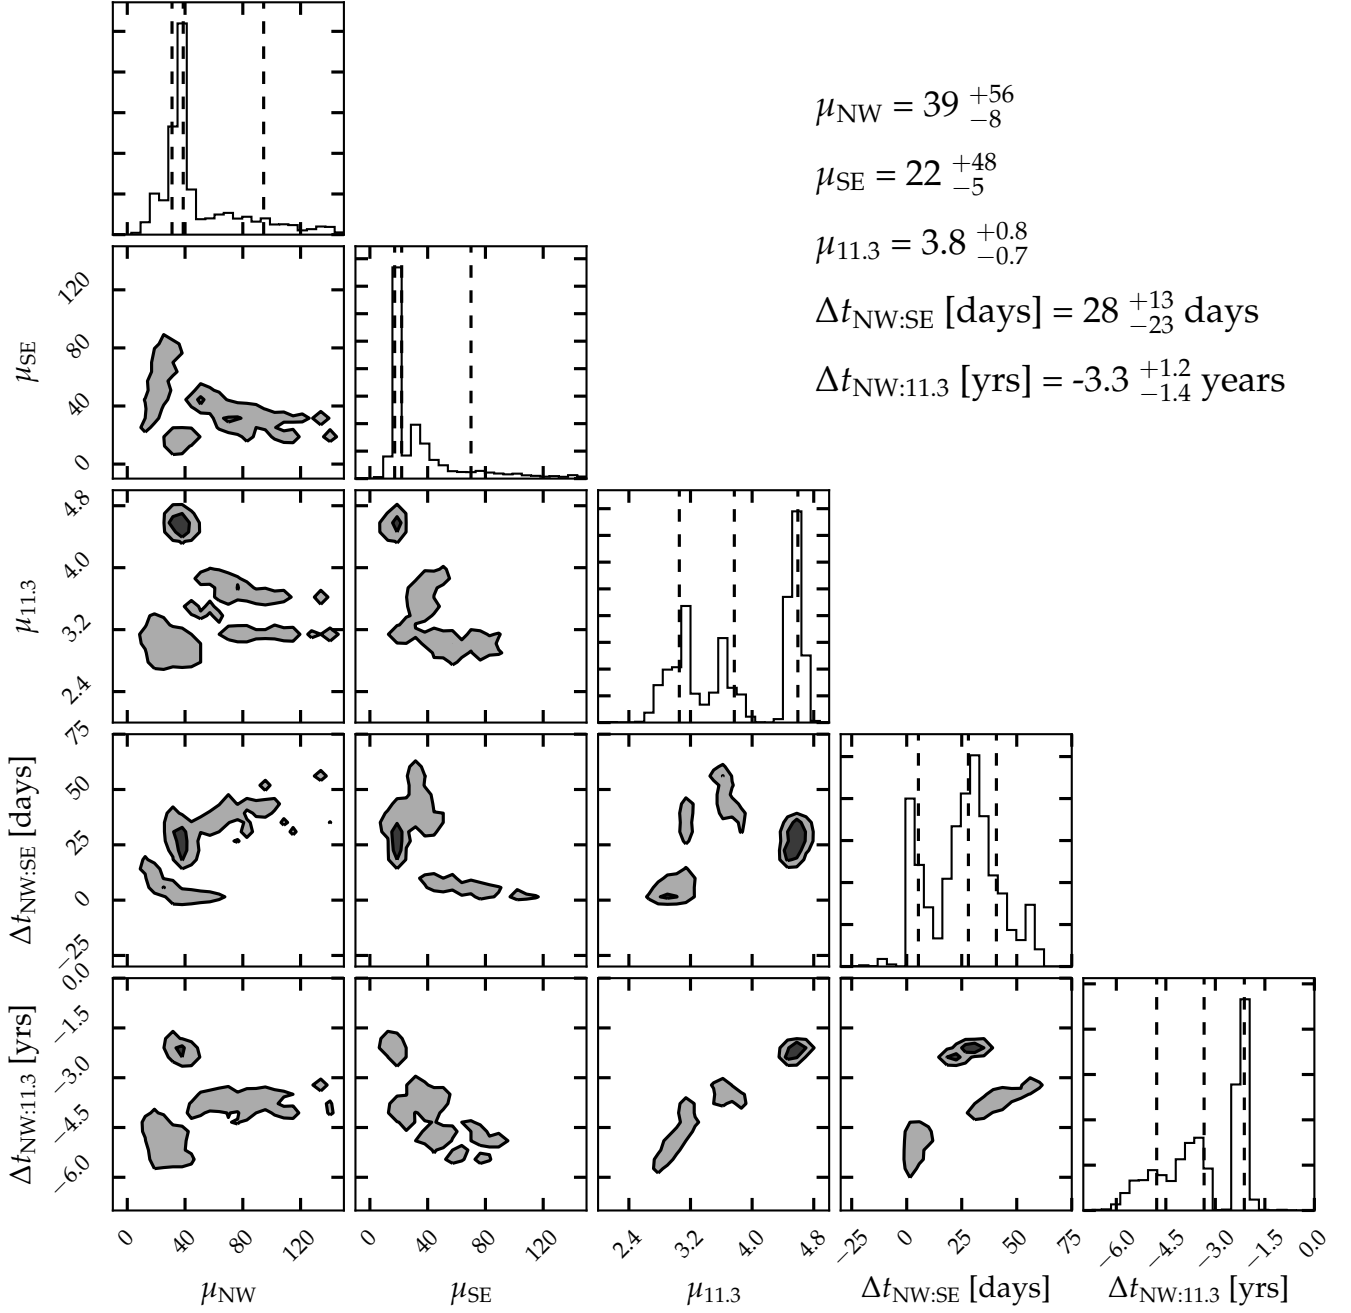 μNW = 39 +56 −8
μSE = 22 +48 −5
μ11.3 = 3.8 +0.8 −0.7
ΔtNW:SE [days] = 28 +13 −23 days
ΔtNW:11.3 [yrs] = -3.3 +1.2 −1.4 years
μSE
120
80
40
0
μ11.3
4.8
4.0
3.2
2.4
ΔtNW:SE [days]
75
50
25
0
−25
ΔtNW:11.3 [yrs]
0.0
−1.5
−3.0
−4.5
−6.0
0 40 80 120
0 40 80 120
2.4 3.2 4.0 4.8
−25 0 25 50 75
−6.0 −4.5 −3.0 −1.5 0.0
μNW
μSE
μ11.3
ΔtNW:SE [days]
ΔtNW:11.3 [yrs]